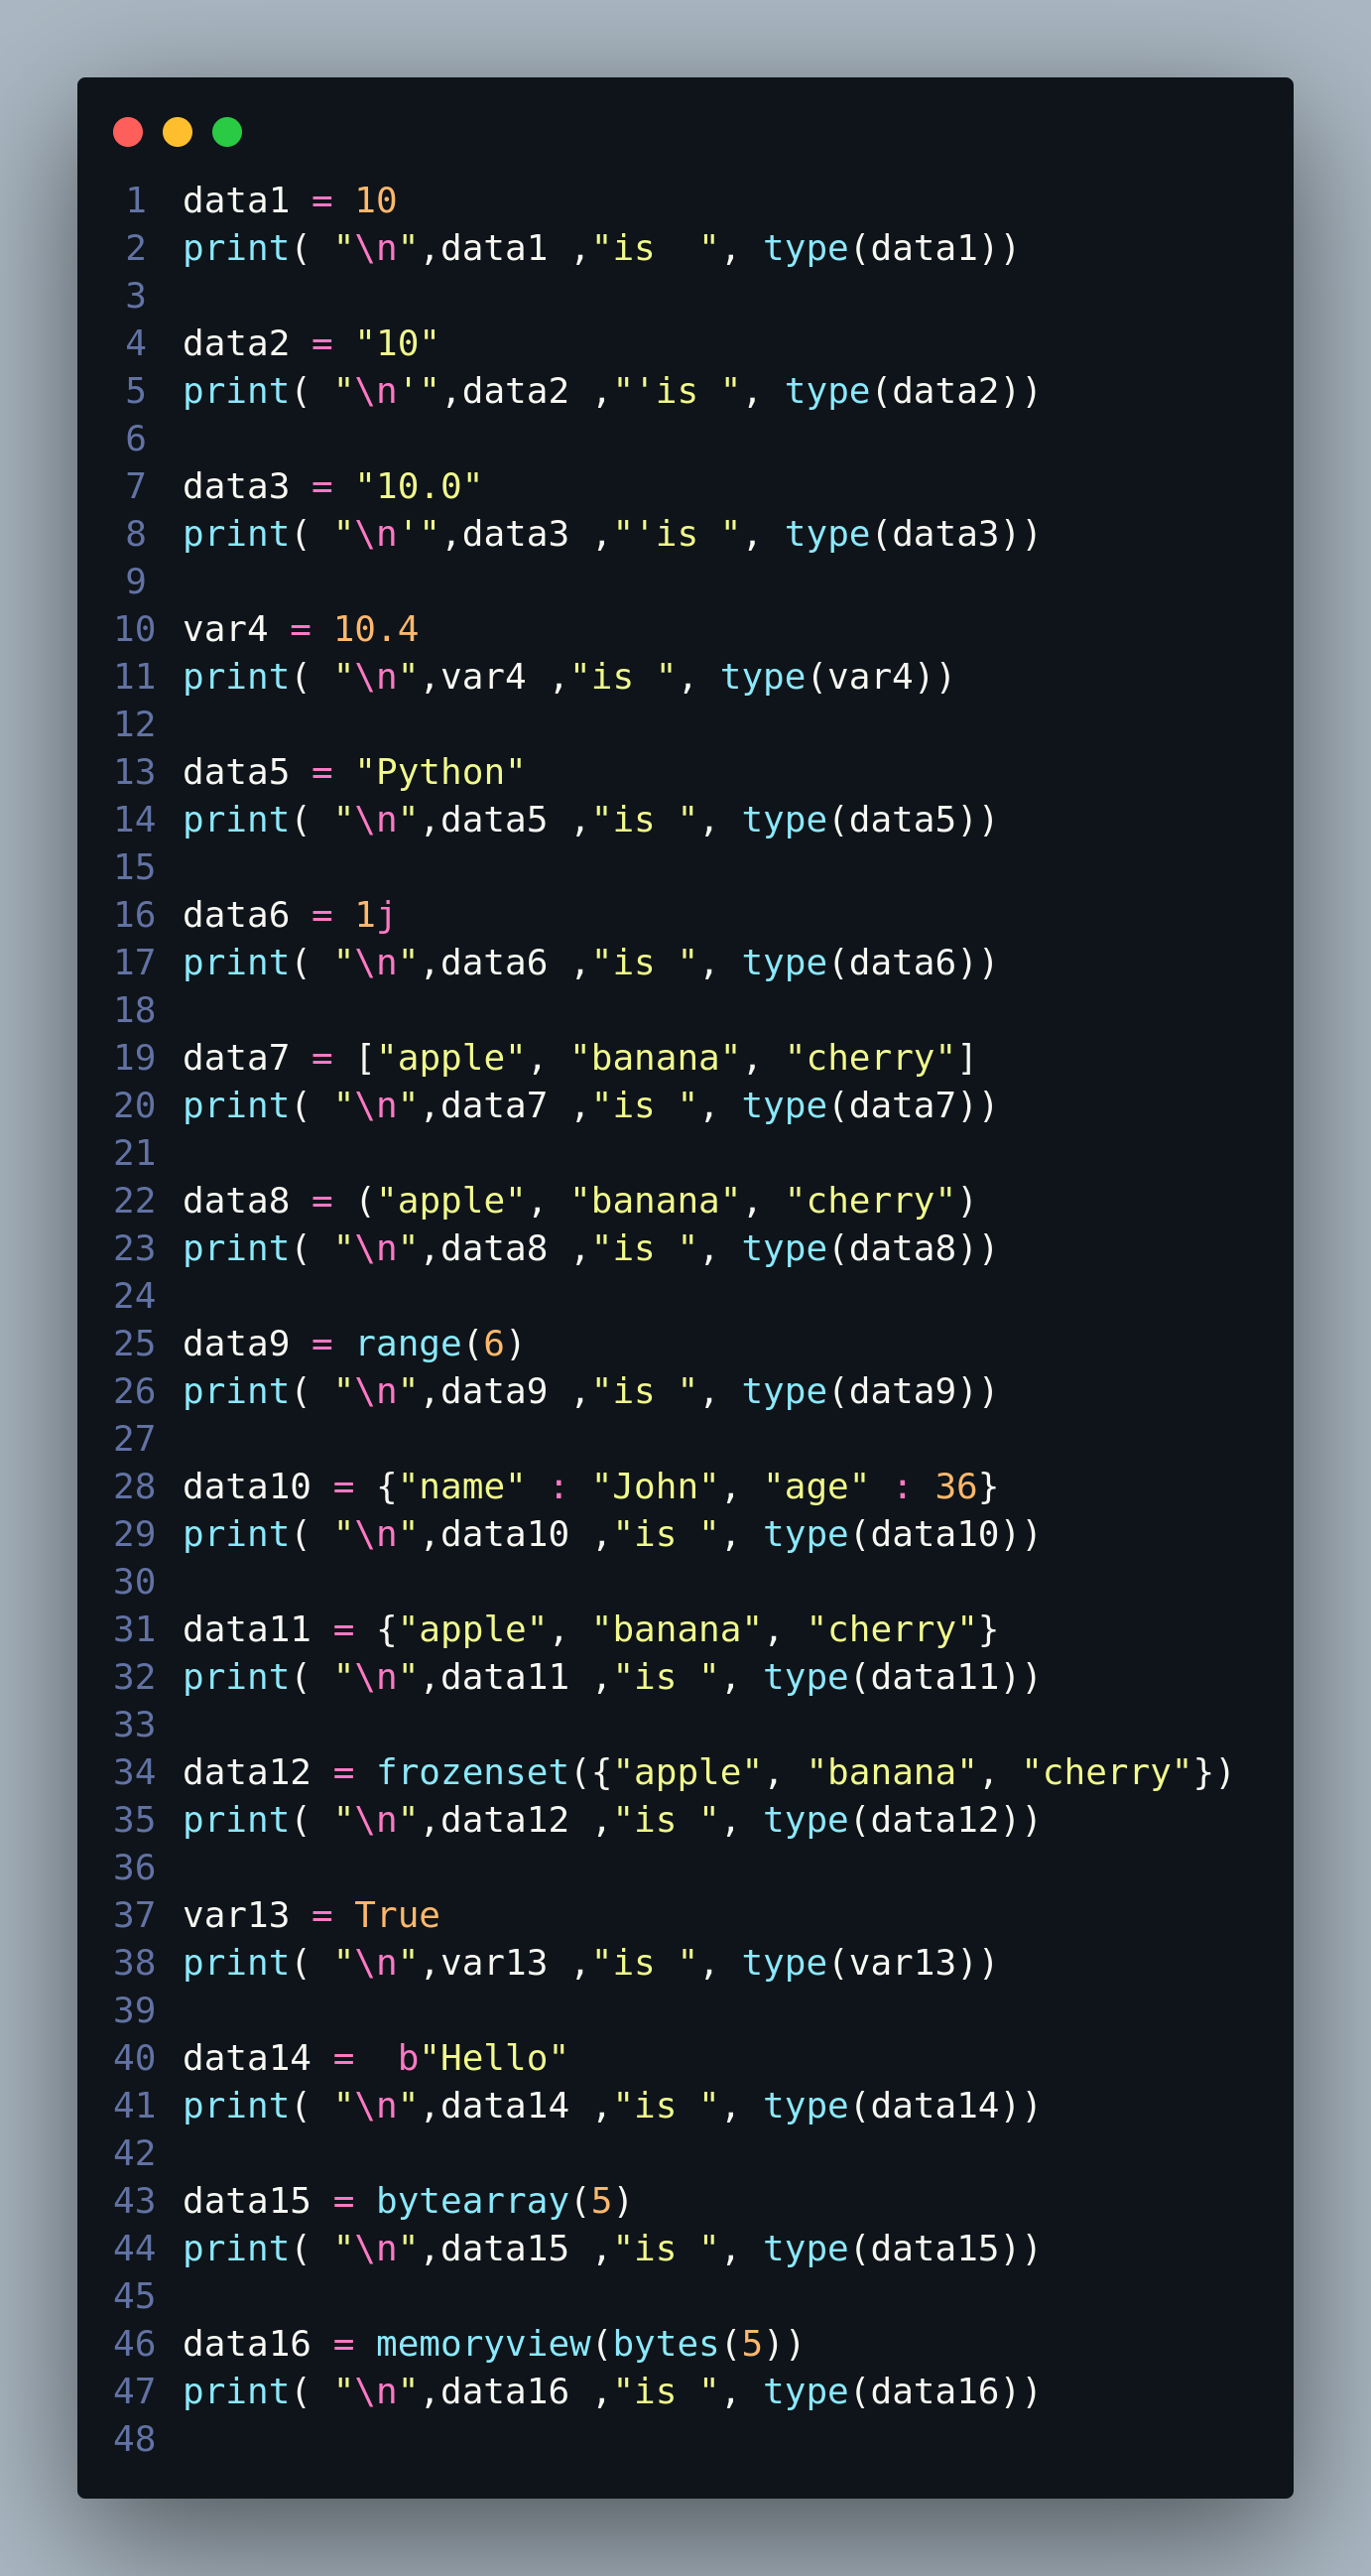 1 data1 = 10
2 print( "\n",data1 ,"is  ", type(data1))
3
4 data2 = "10"
5 print( "\n'",data2 ,"'is ", type(data2))
6
7 data3 = "10.0"
8 print( "\n'",data3 ,"'is ", type(data3))
9
10 var4 = 10.4
11 print( "\n",var4 ,"is ", type(var4))
12
13 data5 = "Python"
14 print( "\n",data5 ,"is ", type(data5))
15
16 data6 = 1j
17 print( "\n",data6 ,"is ", type(data6))
18
19 data7 = ["apple", "banana", "cherry"]
20 print( "\n",data7 ,"is ", type(data7))
21
22 data8 = ("apple", "banana", "cherry")
23 print( "\n",data8 ,"is ", type(data8))
24
25 data9 = range(6)
26 print( "\n",data9 ,"is ", type(data9))
27
28 data10 = {"name" : "John", "age" : 36}
29 print( "\n",data10 ,"is ", type(data10))
30
31 data11 = {"apple", "banana", "cherry"}
32 print( "\n",data11 ,"is ", type(data11))
33
34 data12 = frozenset({"apple", "banana", "cherry"})
35 print( "\n",data12 ,"is ", type(data12))
36
37 var13 = True
38 print( "\n",var13 ,"is ", type(var13))
39
40 data14 =  b"Hello"
41 print( "\n",data14 ,"is ", type(data14))
42
43 data15 = bytearray(5)
44 print( "\n",data15 ,"is ", type(data15))
45
46 data16 = memoryview(bytes(5))
47 print( "\n",data16 ,"is ", type(data16))
48